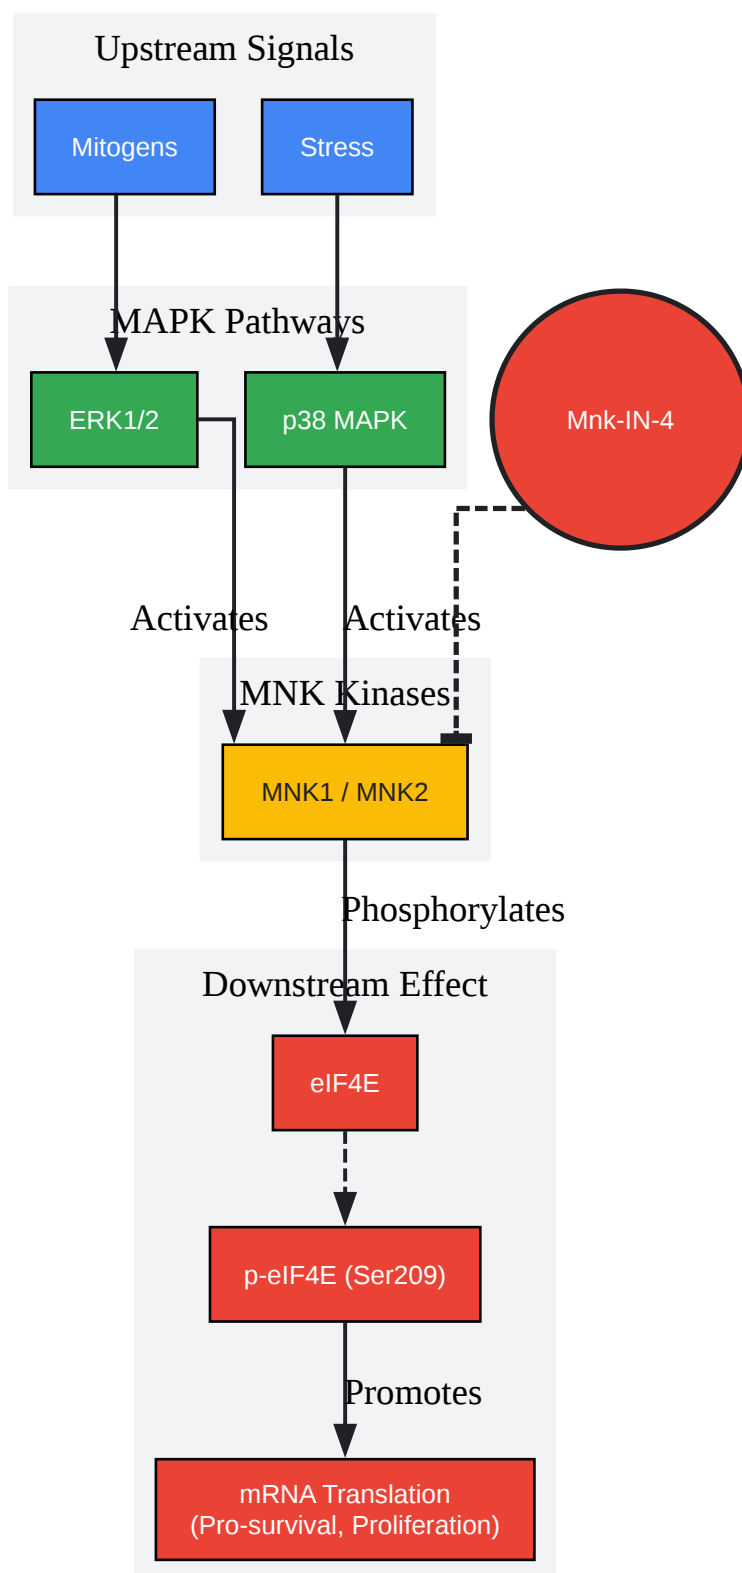 Upstream Signals
Mitogens
Stress
MAPK Pathways
ERK1/2
p38 MAPK
Mnk-IN-4
Activates
Activates
MNK Kinases
MNK1 / MNK2
Phosphorylates
Downstream Effect
eIF4E
p-eIF4E (Ser209)
Promotes
mRNA Translation
(Pro-survival, Proliferation)